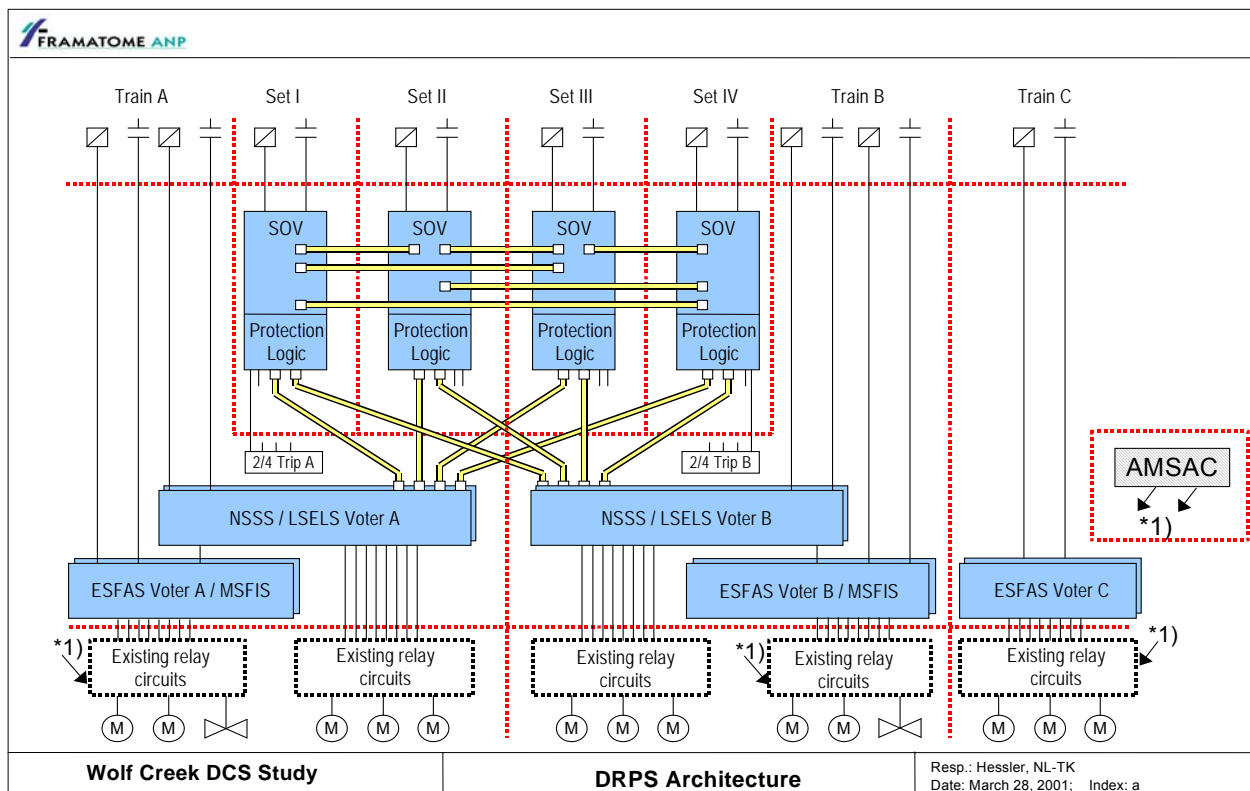 FRAMATOME ANP
Train A
Set I
Set II
Set III
Set IV
Train B
Train C
SOV
SOV
SOV
SOV
Protection
Logic
Protection
Logic
Protection
Logic
Protection
Logic
2/4 Trip A
2/4 Trip B
AMSAC
*1)
NSSS / LSELS Voter A
NSSS / LSELS Voter B
ESFAS Voter A / MSFIS
ESFAS Voter B / MSFIS
ESFAS Voter C
*1)
Existing relay
circuits
Existing relay
circuits
Existing relay
circuits
*1)
Existing relay
circuits
Existing relay
circuits
*1)
M
M
M
M
M
M
M
M
M
M
M
M
M
Wolf Creek DCS Study
DRPS Architecture
Resp.: Hessler, NL-TK
Date: March 28, 2001; Index: a